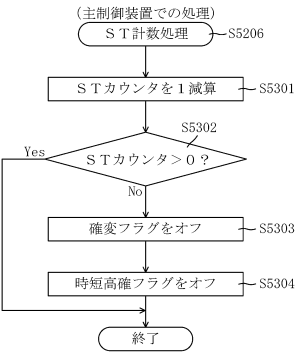 (主制御装置での処理)
ST計数処理 S5206
STカウンタを1減算 S5301
S5302
Yes
STカウンタ>0?
No
確変フラグをオフ S5303
時短高確フラグをオフ S5304
終了